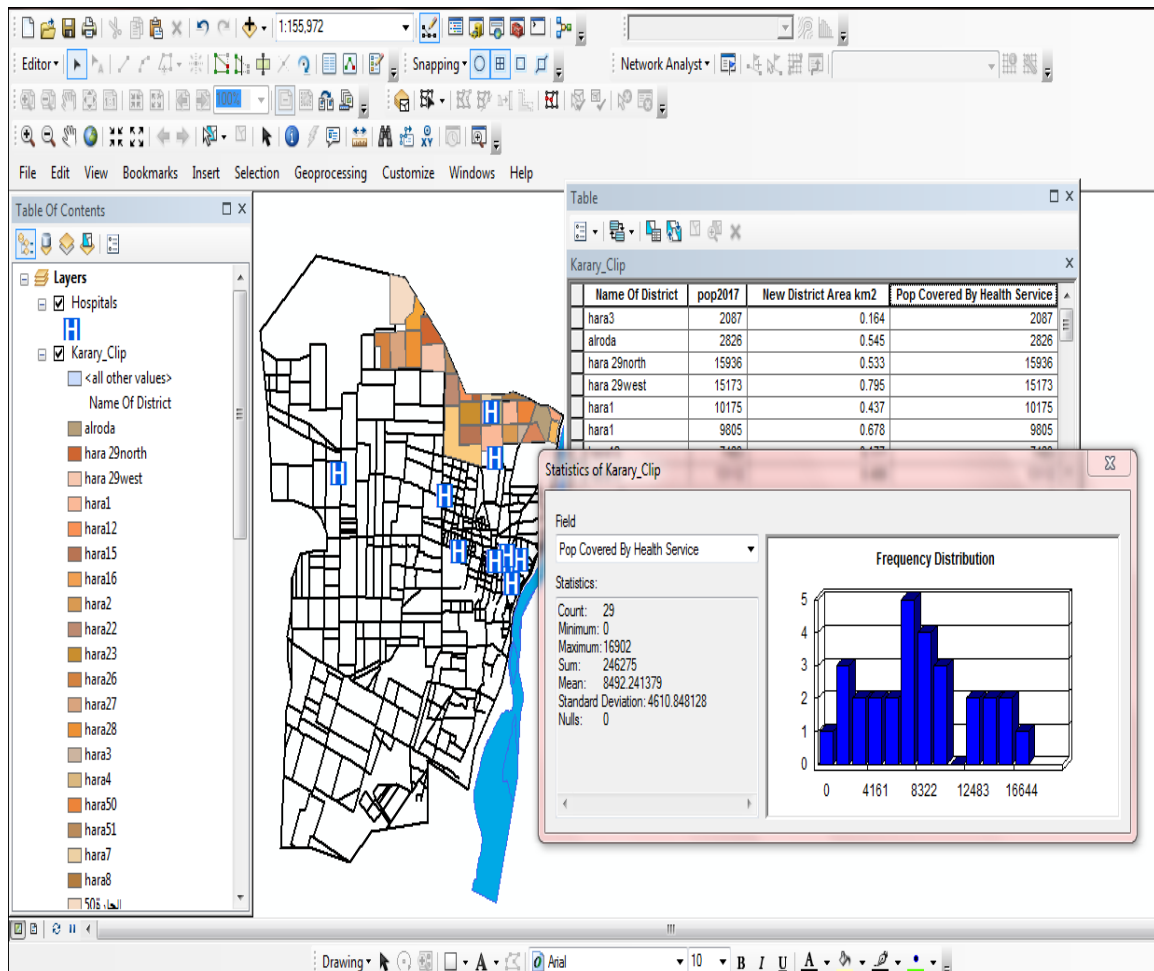 1:155,972
Editor
Snapping
Network Analyst
100%
XY
File Edit View Bookmarks Insert Selection Geoprocessing Customize Windows Help
Table Of Contents
Layers
Hospitals
H
Karary_Clip
<all other values>
Name Of District
alroda
hara 29north
hara 29west
hara1
hara12
hara15
hara16
hara2
hara22
hara23
hara26
hara27
hara28
hara3
hara4
hara50
hara51
hara7
hara8
H
H
H
H
H
H
H
H
H
Table
Karary_Clip
Name Of District pop2017 New District Area km2 Pop Covered By Health Service
hara3 2087 0.164 2087
alroda 2826 0.545 2826
hara 29north 15936 0.533 15936
hara 29west 15173 0.795 15173
hara1 10175 0.437 10175
hara1 9805 0.678 9805
Statistics of Karary_Clip
Field
Pop Covered By Health Service
Statistics:
Count: 29
Minimum: 0
Maximum: 16902
Sum: 246275
Mean: 8492.241379
Standard Deviation: 4610.848128
Nulls: 0
Frequency Distribution
5
4
3
2
1
0
0 4161 8322 12483 16644
Drawing A Arial 10 B I U A